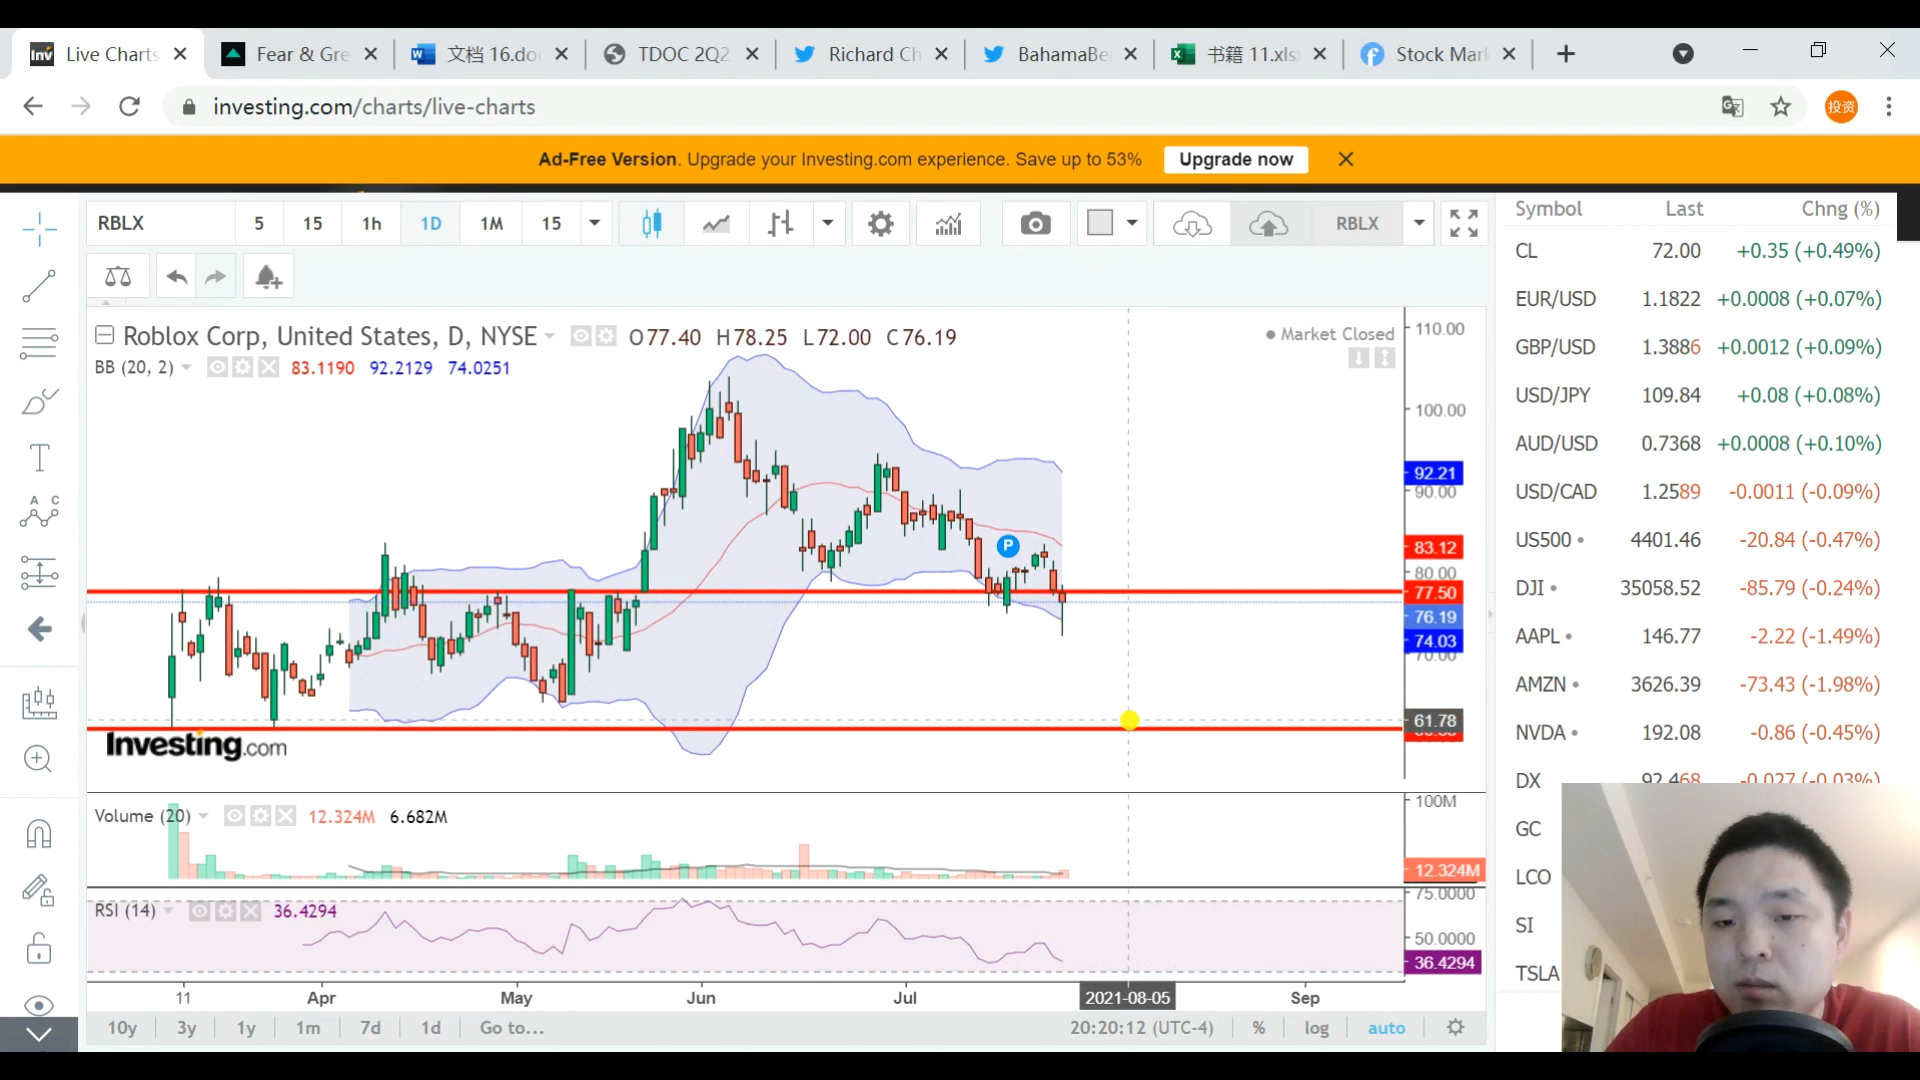 Live Charts
Fear & Gre
文档 16.do
TDOC 2Q2
Richard Ch
BahamaBe
书籍 11.xls
Stock Mar
investing.com/charts/live-charts
投资
Ad-Free Version. Upgrade your Investing.com experience. Save up to 53%
Upgrade now
RBLX 5 15 1h 1D 1M 15
RBLX
Roblox Corp, United States, D, NYSE O77.40 H78.25 L72.00 C76.19
Market Closed
BB (20, 2) 83.1190 92.2129 74.0251
110.00
100.00
92.21
90.00
83.12
80.00
77.50
76.19
74.03
70.00
61.78
P
Investing.com
Volume (20) 12.324M 6.682M
100M
12.324M
RSI (14) 36.4294
75.0000
50.0000
36.4294
11 Apr May Jun Jul 2021-08-05 Sep
10y 3y 1y 1m 7d 1d Go to... 20:20:12 (UTC-4) % log auto
Symbol Last Chng (%)
CL 72.00 +0.35 (+0.49%)
EUR/USD 1.1822 +0.0008 (+0.07%)
GBP/USD 1.3886 +0.0012 (+0.09%)
USD/JPY 109.84 +0.08 (+0.08%)
AUD/USD 0.7368 +0.0008 (+0.10%)
USD/CAD 1.2589 -0.0011 (-0.09%)
US500 4401.46 -20.84 (-0.47%)
DJI 35058.52 -85.79 (-0.24%)
AAPL 146.77 -2.22 (-1.49%)
AMZN 3626.39 -73.43 (-1.98%)
NVDA 192.08 -0.86 (-0.45%)
DX 92.468 -0.027 (-0.03%)
GC
LCO
SI
TSLA